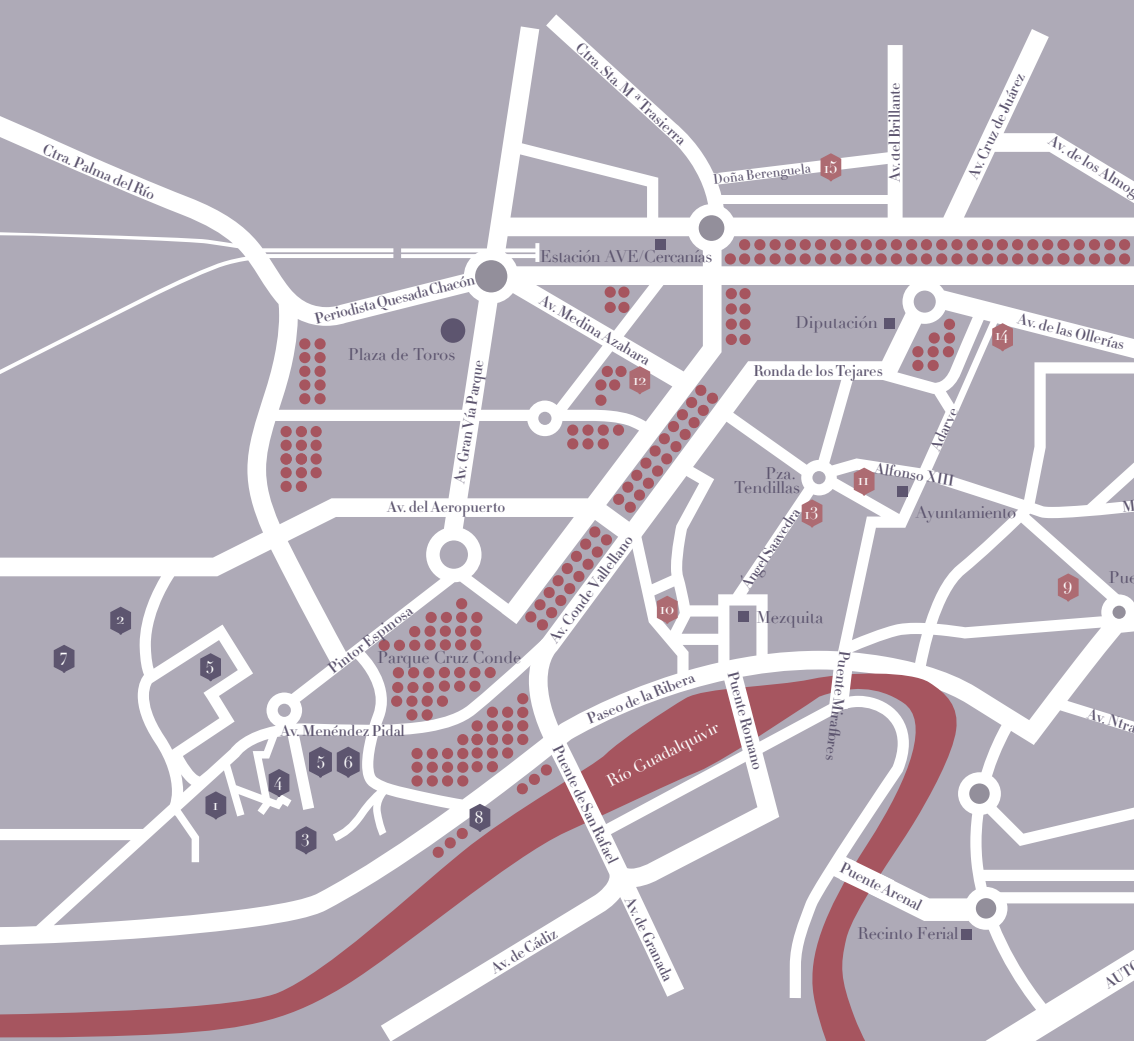 Ctra. Sta. Mª Trasierra
Ctra. Palma del Río
Doña Berenguela
15
Av. del Brillante
Av. Cruz de Juárez
Av. de los Almog
Estación AVE/Cercanías
Periodista Quesada Chacón
Plaza de Toros
Av. Medina Azahara
12
Diputación
14
Av. de las Ollerías
Ronda de los Tejares
Av. Gran Vía Parque
Adarve
Pza.
Tendillas
11
Alfonso XIII
13
Ayuntamiento
Av. del Aeropuerto
Angel Saavedra
Av. Conde Vallellano
9
Pue
M
2
7
5
10
Mezquita
Pintor Espinosa
Parque Cruz Conde
Paseo de la Ribera
Puente Romano
Puente Miraflores
Av. Ntra
Av. Menéndez Pidal
5
6
4
1
3
8
Río Guadalquivir
Puente de San Rafael
Puente Arenal
Recinto Ferial
Av. de Cádiz
Av. de Granada
AUTO